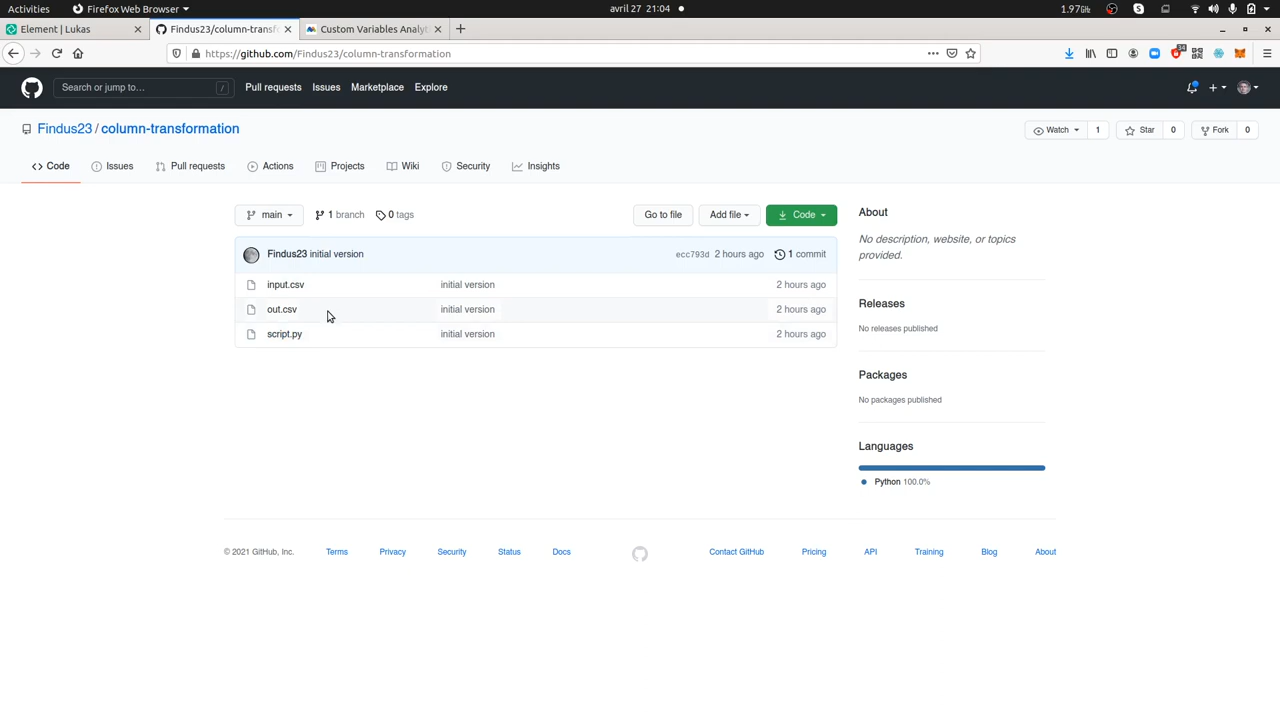 Activities Firefox Web Browser avril 27 21:04 1.97GHz
Element | Lukas Findus23/column-transf Custom Variables Analyt
https://github.com/Findus23/column-transformation 34
Search or jump to… / Pull requests Issues Marketplace Explore
Findus23 / column-transformation Watch 1 Star 0 Fork 0
Code Issues Pull requests Actions Projects Wiki Security Insights
main 1 branch 0 tags Go to file Add file Code About
No description, website, or topics provided.
Findus23 initial version ecc793d 2 hours ago 1 commit
input.csv initial version 2 hours ago
out.csv initial version 2 hours ago
script.py initial version 2 hours ago
Releases
No releases published
Packages
No packages published
Languages
Python 100.0%
© 2021 GitHub, Inc. Terms Privacy Security Status Docs Contact GitHub Pricing API Training Blog About